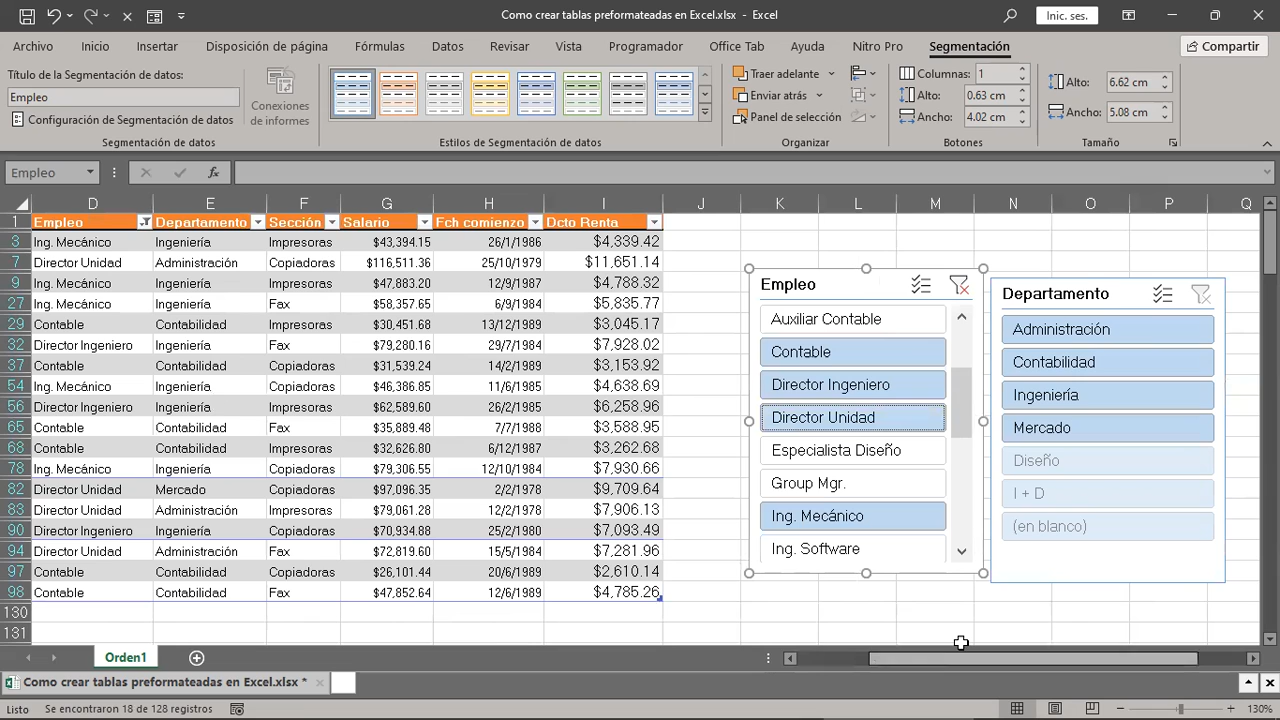 Como crear tablas preformateadas en Excel.xlsx - Excel
Inic. ses.
Archivo Inicio Insertar Disposición de página Fórmulas Datos Revisar Vista Programador Office Tab Ayuda Nitro Pro Segmentación Compartir
Título de la Segmentación de datos:
Empleo
Configuración de Segmentación de datos
Conexiones
de informes
Traer adelante
Enviar atrás
Panel de selección
Columnas: 1
Alto: 0.63 cm
Ancho: 4.02 cm
Alto: 6.62 cm
Ancho: 5.08 cm
Segmentación de datos Estilos de Segmentación de datos Organizar Botones Tamaño
Empleo fx
D E F G H I J K L M N O P Q
1 Empleo Departamento Sección Salario Fch comienzo Dcto Renta
3 Ing. Mecánico Ingeniería Impresoras $43,394.15 26/1/1986 $4,339.42
7 Director Unidad Administración Copiadoras $116,511.36 25/10/1979 $11,651.14
9 Ing. Mecánico Ingeniería Impresoras $47,883.20 12/9/1987 $4,788.32
27 Ing. Mecánico Ingeniería Fax $58,357.65 6/9/1984 $5,835.77
29 Contable Contabilidad Impresoras $30,451.68 13/12/1989 $3,045.17
32 Director Ingeniero Ingeniería Fax $79,280.16 29/7/1984 $7,928.02
37 Contable Contabilidad Copiadoras $31,539.24 14/2/1989 $3,153.92
54 Ing. Mecánico Ingeniería Impresoras $46,386.85 11/6/1985 $4,638.69
56 Director Ingeniero Ingeniería Impresoras $62,589.60 26/2/1985 $6,258.96
65 Contable Contabilidad Fax $35,889.48 7/7/1988 $3,588.95
68 Contable Contabilidad Impresoras $32,626.80 6/12/1987 $3,262.68
78 Ing. Mecánico Ingeniería Copiadoras $79,306.55 12/10/1984 $7,930.66
82 Director Unidad Mercado Copiadoras $97,096.35 2/2/1978 $9,709.64
83 Director Unidad Administración Impresoras $79,061.28 12/2/1978 $7,906.13
90 Director Ingeniero Ingeniería Copiadoras $70,934.88 25/2/1980 $7,093.49
94 Director Unidad Administración Fax $72,819.60 15/5/1984 $7,281.96
97 Contable Contabilidad Copiadoras $26,101.44 20/6/1989 $2,610.14
98 Contable Contabilidad Fax $47,852.64 12/6/1989 $4,785.26
130
131
Empleo
Auxiliar Contable
Contable
Director Ingeniero
Director Unidad
Especialista Diseño
Group Mgr.
Ing. Mecánico
Ing. Software
Departamento
Administración
Contabilidad
Ingeniería
Mercado
Diseño
I + D
(en blanco)
Orden1
Como crear tablas preformateadas en Excel.xlsx *
Listo Se encontraron 18 de 128 registros 130%